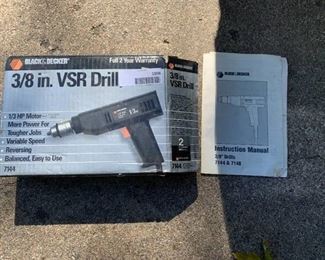 BLACK & DECKER
Full 2 Year Warranty
3/8 in. VSR Drill
• 1/3 HP Motor–
More Power For
Tougher Jobs
• Variable Speed
• Reversing
• Balanced, Easy to Use
7144
3/8 in.
VSR Drill
2
7144
BLACK & DECKER
Instruction Manual
3/8" Drills
7144 & 7148